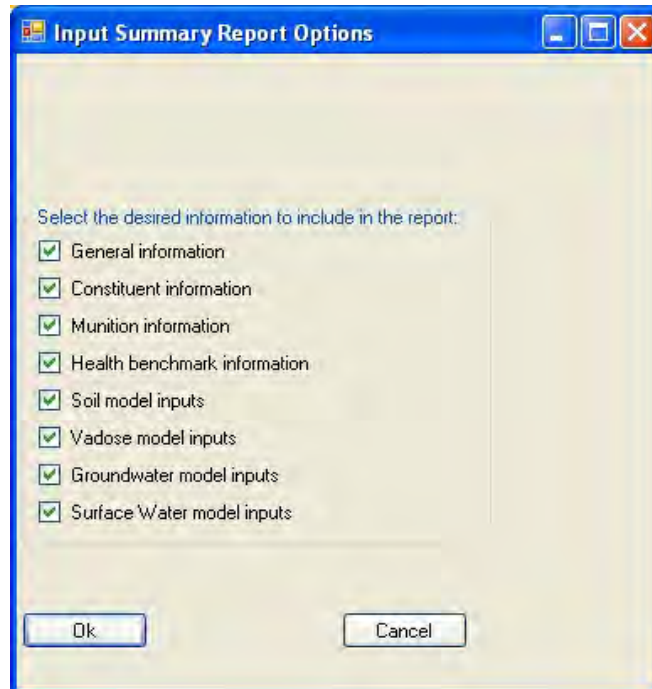 Input Summary Report Options
Select the desired information to include in the report:
General information
Constituent information
Munition information
Health benchmark information
Soil model inputs
Vadose model inputs
Groundwater model inputs
Surface Water model inputs
Ok Cancel